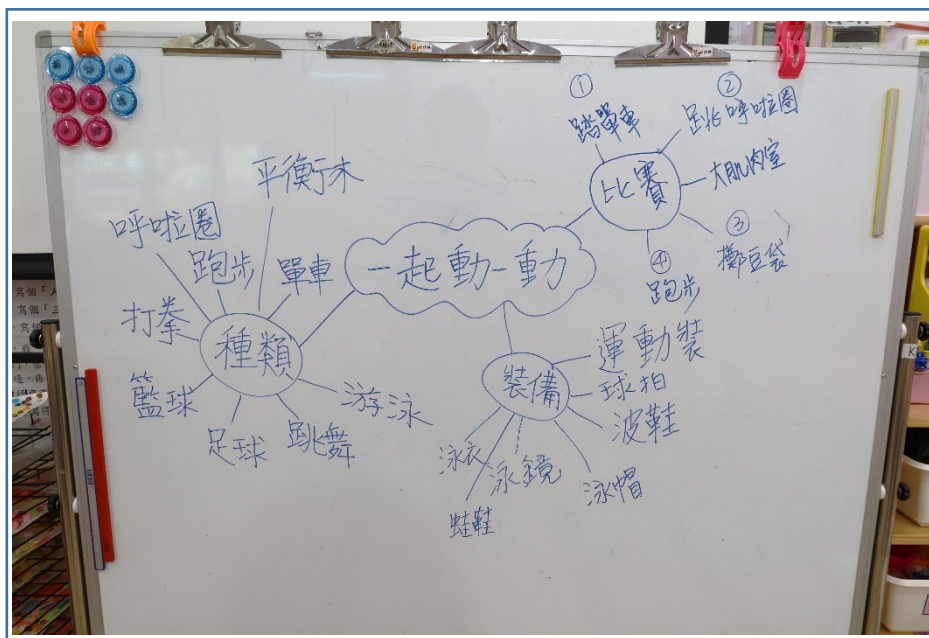 一起動一動
種類
平衡木
呼啦圈
跑步
單車
打拳
籃球
足球
跳舞
游泳
比賽
①
踏單車
②
跳呼啦圈
大肌肉室
③
擲豆袋
④
跑步
裝備
運動裝
球拍
波鞋
泳衣
泳鏡
泳帽
蛙鞋
K